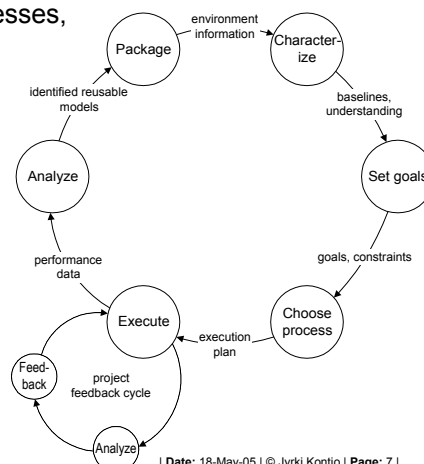 esses,
environment
information
Package
Character-
ize
identified reusable
models
baselines,
understanding
Analyze
Set goals
performance
data
goals, constraints
Execute
Choose
process
execution
plan
Feed-
back
project
feedback cycle
Analyze
| Date: 18-May-05 | © Jyrki Kontio | Page: 7 |